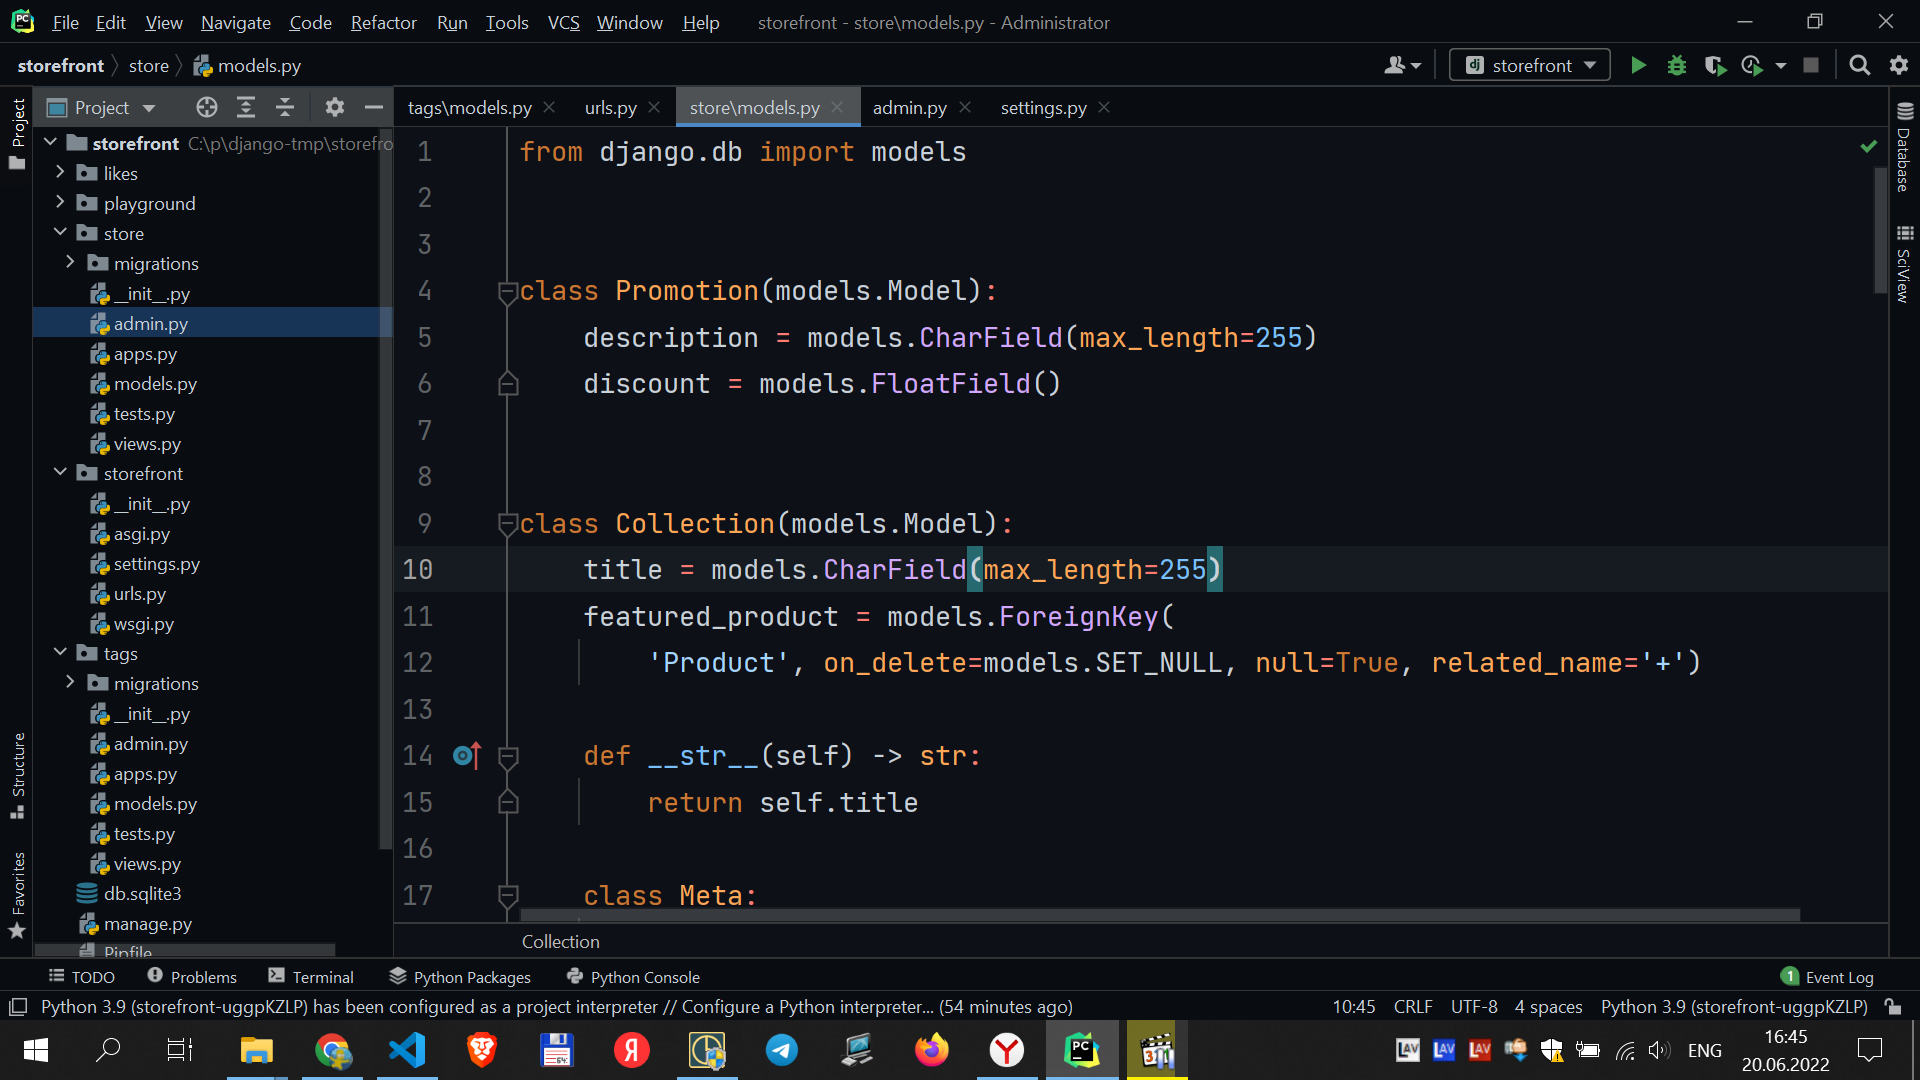 File Edit View Navigate Code Refactor Run Tools VCS Window Help storefront - store\models.py - Administrator
storefront store models.py storefront
Project
tags\models.py urls.py store\models.py admin.py settings.py
Project
storefront C:\p\django-tmp\storefro
likes
playground
store
migrations
__init__.py
admin.py
apps.py
models.py
tests.py
views.py
storefront
__init__.py
asgi.py
settings.py
urls.py
wsgi.py
tags
migrations
__init__.py
admin.py
apps.py
models.py
tests.py
views.py
db.sqlite3
manage.py
Pipfile
Structure
Favorites
1 from django.db import models
2
3
4 class Promotion(models.Model):
5 description = models.CharField(max_length=255)
6 discount = models.FloatField()
7
8
9 class Collection(models.Model):
10 title = models.CharField(max_length=255)
11 featured_product = models.ForeignKey(
12 'Product', on_delete=models.SET_NULL, null=True, related_name='+')
13
14 def __str__(self) -> str:
15 return self.title
16
17 class Meta:
Collection
Database
SciView
TODO Problems Terminal Python Packages Python Console 1 Event Log
Python 3.9 (storefront-uggpKZLP) has been configured as a project interpreter // Configure a Python interpreter... (54 minutes ago) 10:45 CRLF UTF-8 4 spaces Python 3.9 (storefront-uggpKZLP)
LAV LAV LAV ENG
16:45
20.06.2022